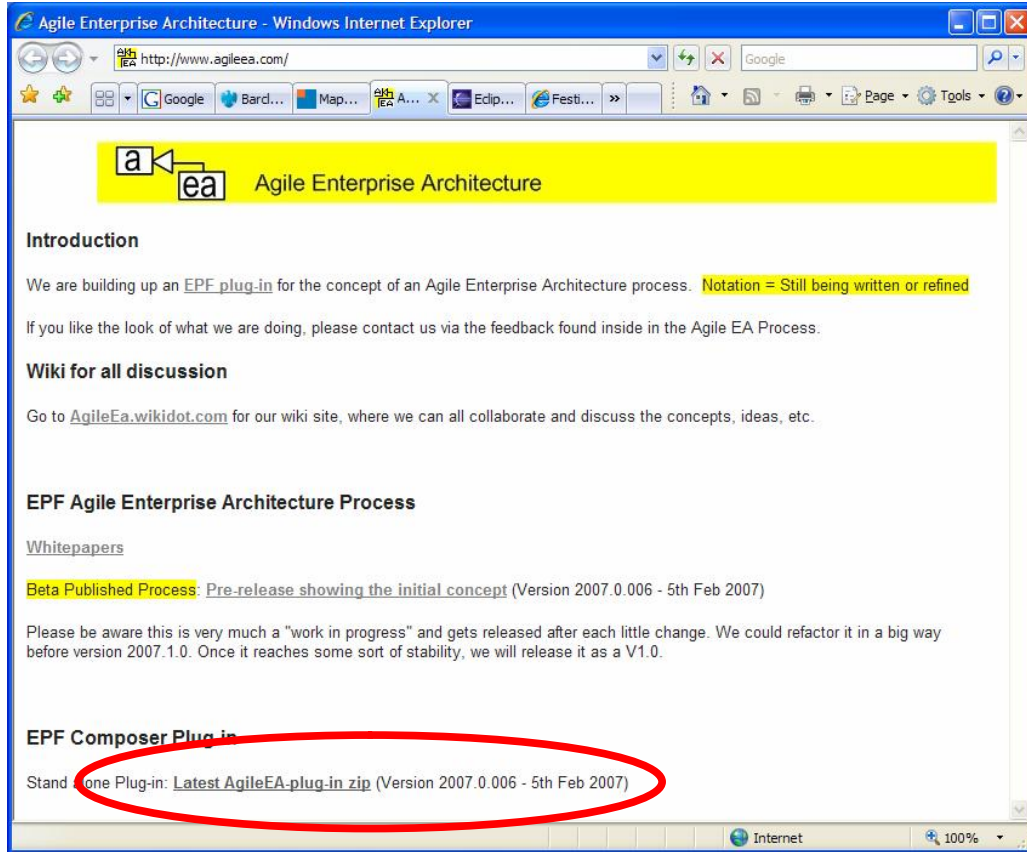 Agile Enterprise Architecture - Windows Internet Explorer
http://www.agileea.com/
Google
Google Barcl... Map... A... Eclip... Festi... » Page Tools
a
ea
Agile Enterprise Architecture
Introduction
We are building up an EPF plug-in for the concept of an Agile Enterprise Architecture process. Notation = Still being written or refined
If you like the look of what we are doing, please contact us via the feedback found inside in the Agile EA Process.
Wiki for all discussion
Go to AgileEa.wikidot.com for our wiki site, where we can all collaborate and discuss the concepts, ideas, etc.
EPF Agile Enterprise Architecture Process
Whitepapers
Beta Published Process: Pre-release showing the initial concept (Version 2007.0.006 - 5th Feb 2007)
Please be aware this is very much a "work in progress" and gets released after each little change. We could refactor it in a big way
before version 2007.1.0. Once it reaches some sort of stability, we will release it as a V1.0.
EPF Composer Plug-in
Stand alone Plug-in: Latest AgileEA-plug-in zip (Version 2007.0.006 - 5th Feb 2007)
Internet 100%